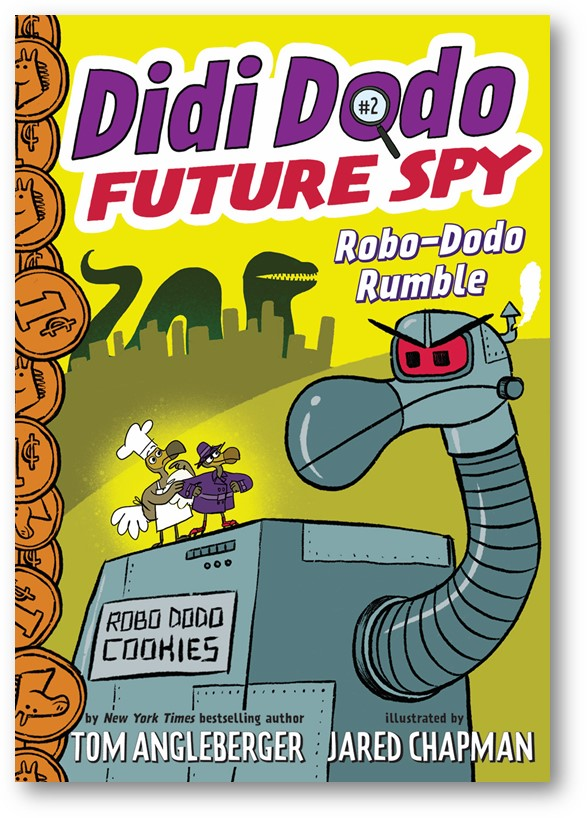 Didi Dodo
#2
FUTURE SPY
Robo-Dodo
Rumble
ROBO DODO
COOKIES
by New York Times bestselling author
TOM ANGLEBERGER
illustrated by
JARED CHAPMAN
1¢